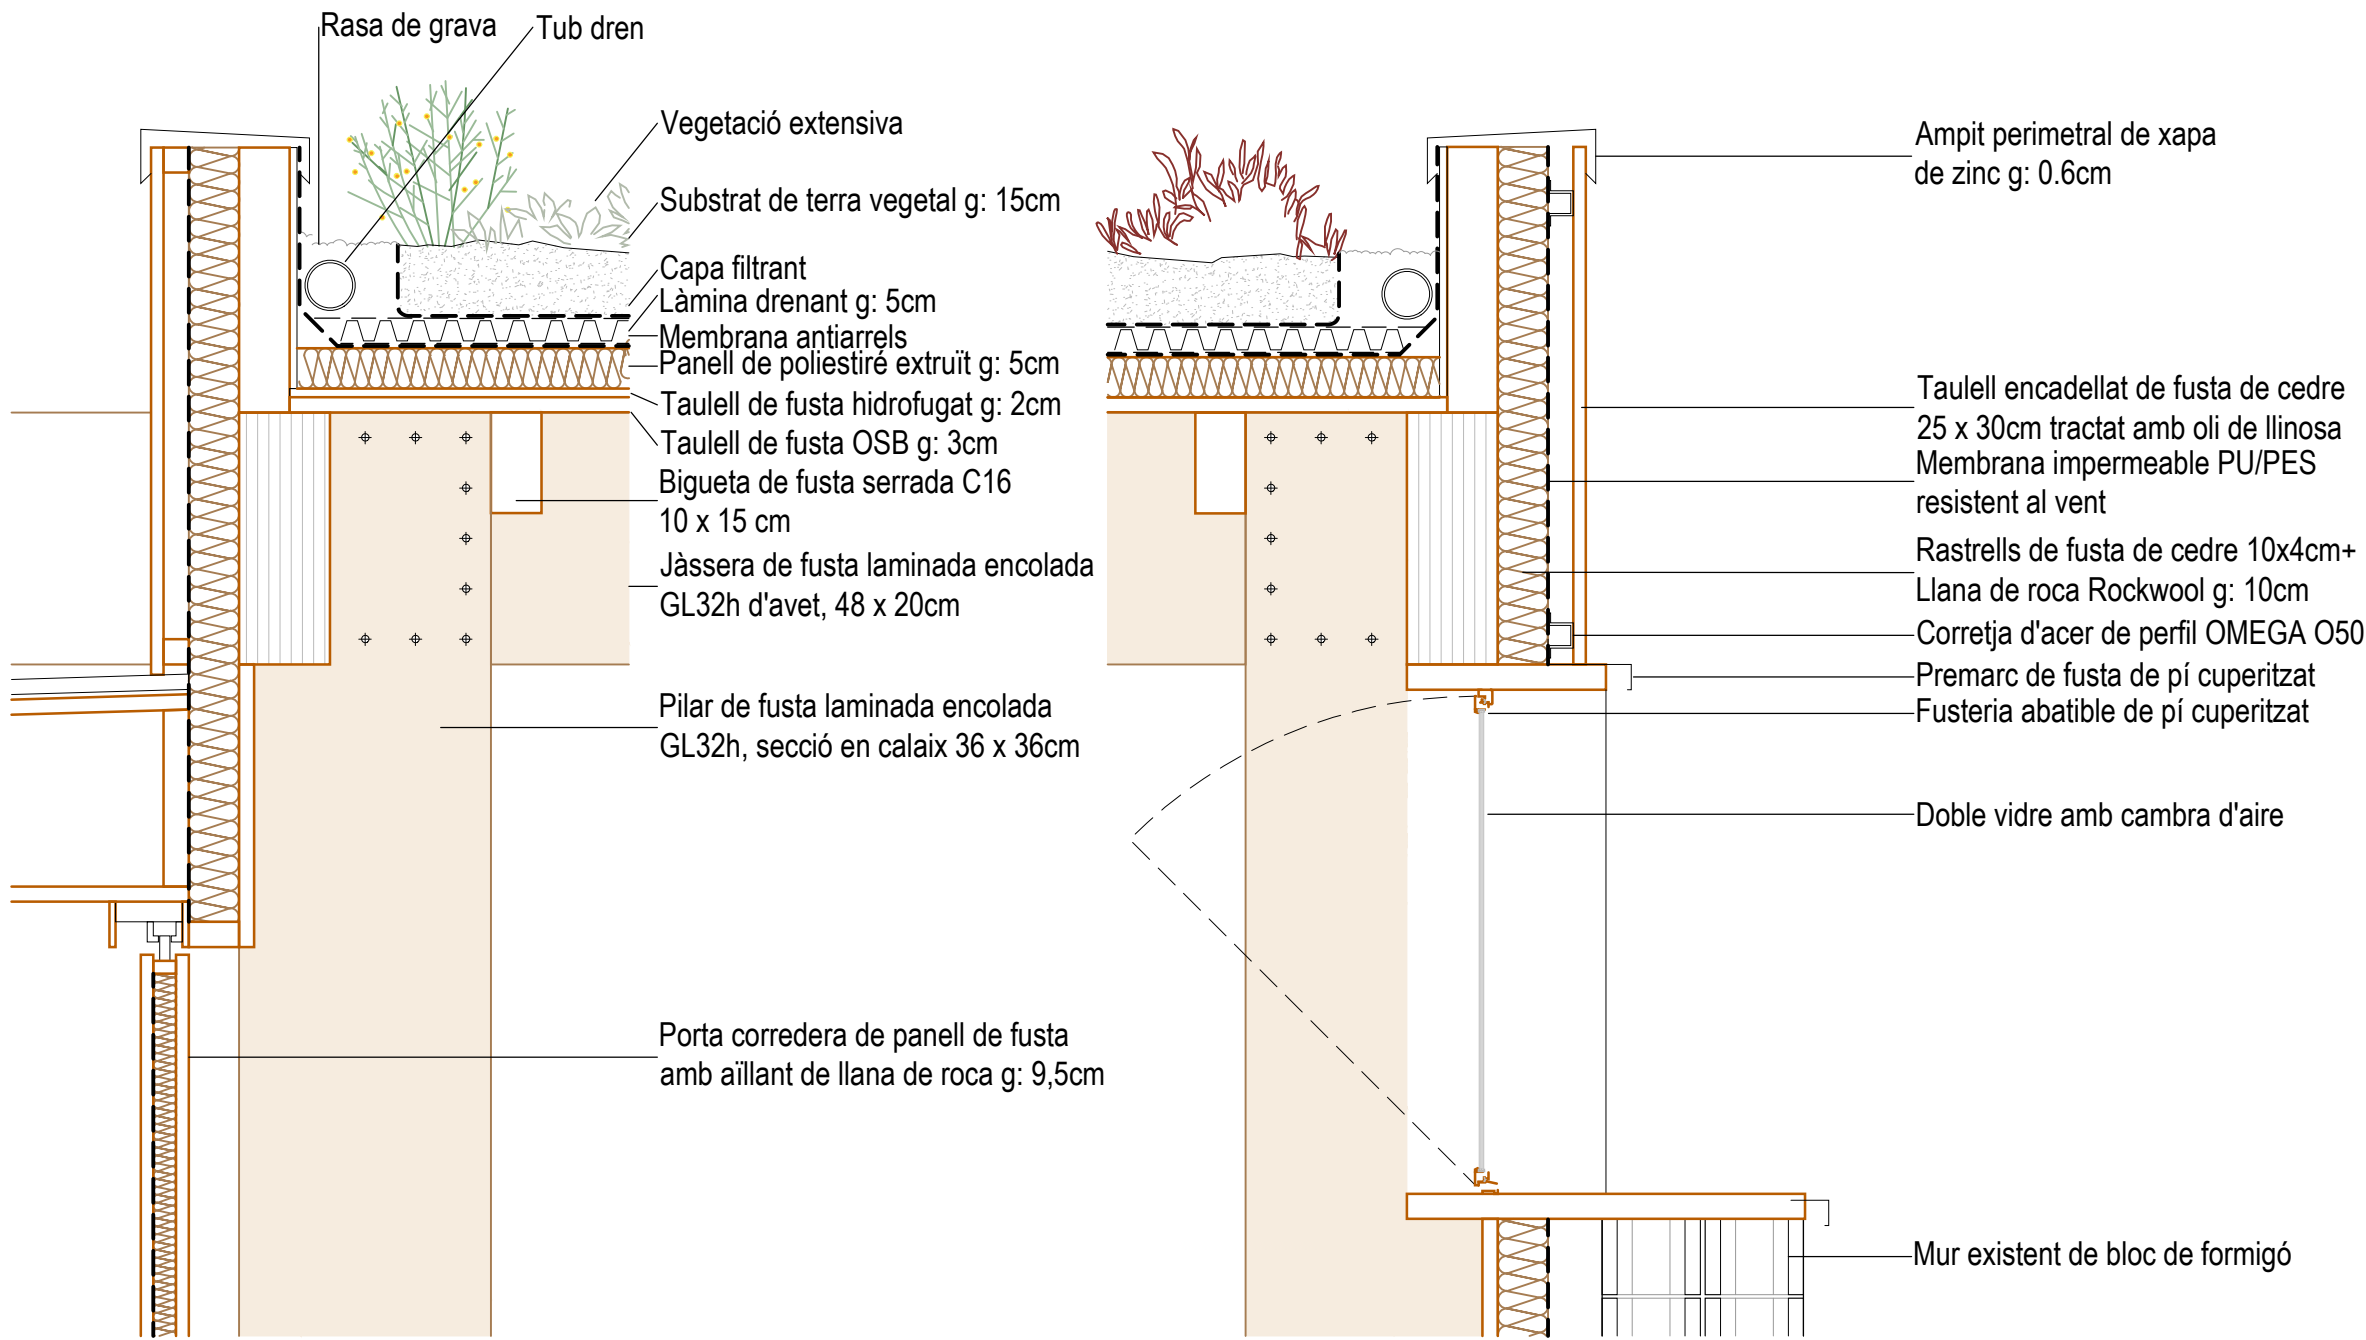 Rasa de grava
Tub dren
Vegetació extensiva
Substrat de terra vegetal g: 15cm
Capa filtrant
Làmina drenant g: 5cm
Membrana antiarrels
Panell de poliestiré extruït g: 5cm
Taulell de fusta hidrofugat g: 2cm
Taulell de fusta OSB g: 3cm
Bigueta de fusta serrada C16
10 x 15 cm
Jàssera de fusta laminada encolada
GL32h d'avet, 48 x 20cm
Pilar de fusta laminada encolada
GL32h, secció en calaix 36 x 36cm
Porta corredera de panell de fusta
amb aïllant de llana de roca g: 9,5cm
Ampit perimetral de xapa
de zinc g: 0.6cm
Taulell encadellat de fusta de cedre
25 x 30cm tractat amb oli de llinosa
Membrana impermeable PU/PES
resistent al vent
Rastrells de fusta de cedre 10x4cm+
Llana de roca Rockwool g: 10cm
Corretja d'acer de perfil OMEGA O50
Premarc de fusta de pí cuperitzat
Fusteria abatible de pí cuperitzat
Doble vidre amb cambra d'aire
Mur existent de bloc de formigó